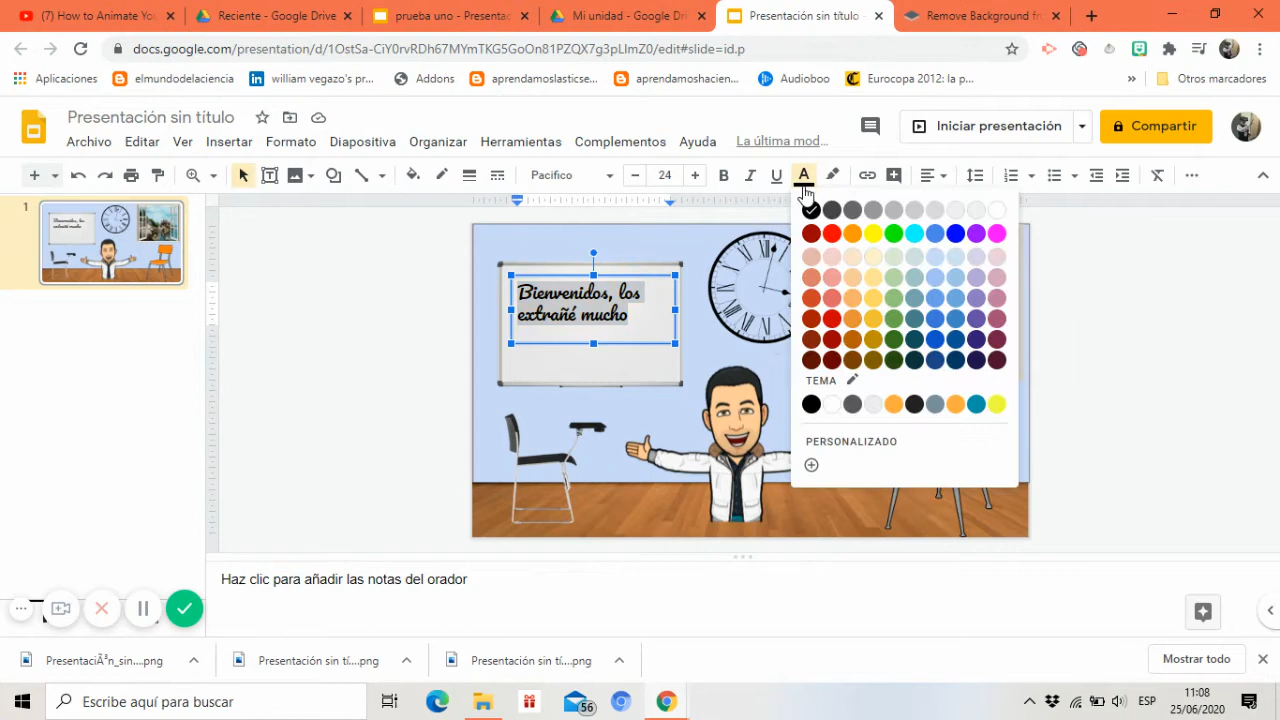 (7) How to Animate You
Reciente - Google Drive
prueba uno - Presentac
Mi unidad - Google Driv
Presentación sin título -
Remove Background fr
docs.google.com/presentation/d/1OstSa-CiY0rvRDh67MYmTKG5GoOn81PZQX7g3pLlmZ0/edit#slide=id.p
Aplicaciones
elmundodelaciencia
william vegazo's pr...
Addons
aprendamoslasticse...
aprendamoshacien...
Audioboo
Eurocopa 2012: la p...
»
Otros marcadores
Presentación sin título
Iniciar presentación
Compartir
Archivo Editar Ver Insertar Formato Diapositiva Organizar Herramientas Complementos Ayuda La última mod...
Pacifico
24
B I U A
1
Bienvenidos, los
extrañé mucho
TEMA
PERSONALIZADO
Haz clic para añadir las notas del orador
PresentaciÃ³n_sin....png
Presentación sin tí....png
Presentación sin tí....png
Mostrar todo
Escribe aquí para buscar
56
ESP
11:08
25/06/2020